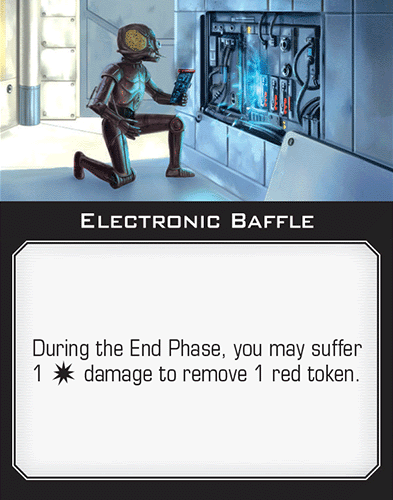 Electronic Baffle
During the End Phase, you may suffer
1 damage to remove 1 red token.